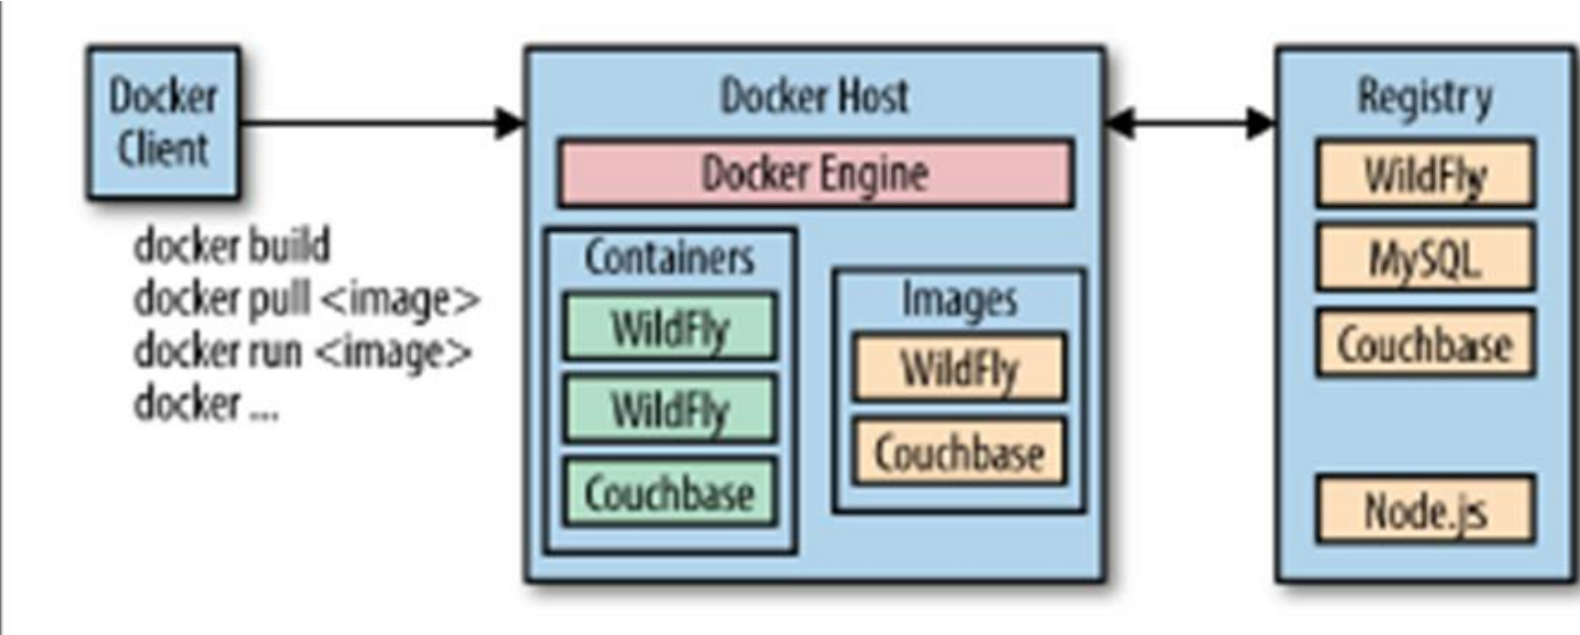 Docker
Client
docker build
docker pull <image>
docker run <image>
docker ...
Docker Host
Docker Engine
Containers
WildFly
WildFly
Couchbase
Images
WildFly
Couchbase
Registry
WildFly
MySQL
Couchbase
Node.js